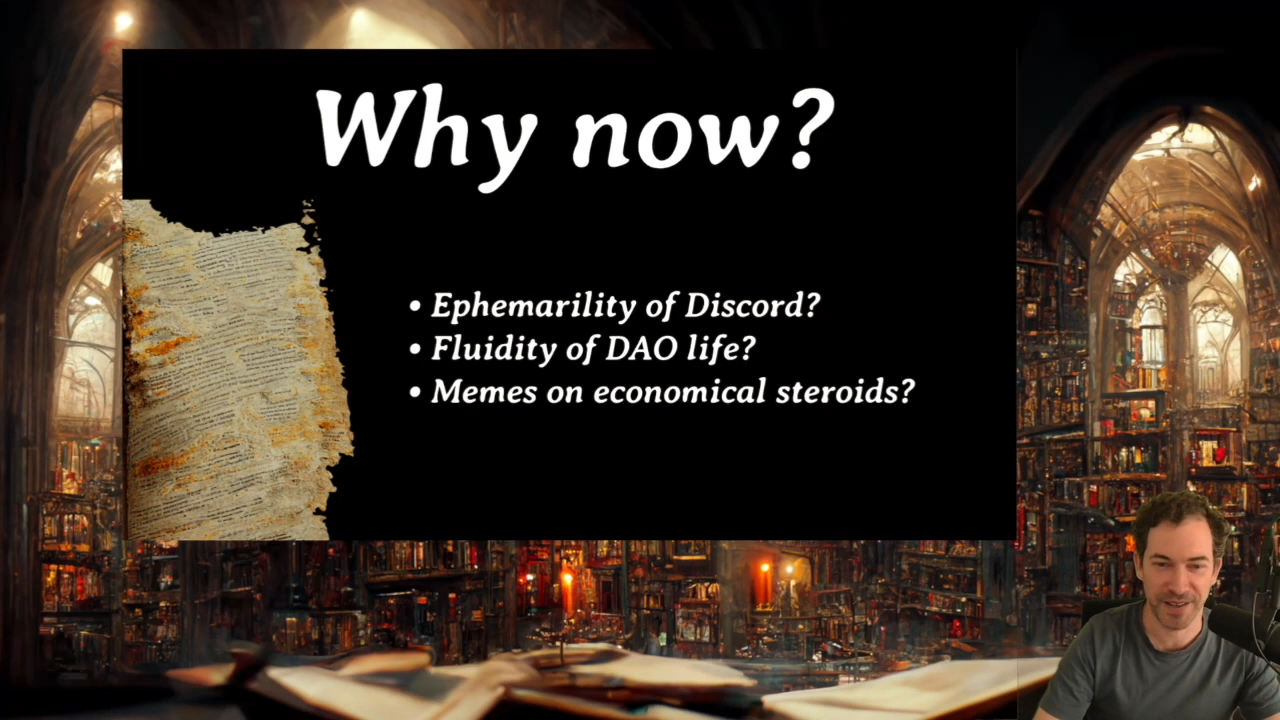 Why now?
• Ephemarility of Discord?
• Fluidity of DAO life?
• Memes on economical steroids?